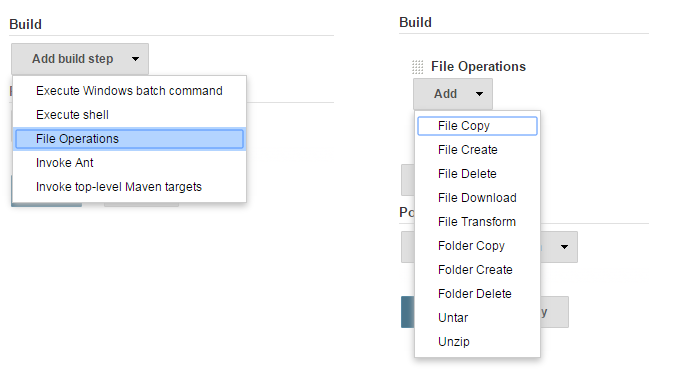 Build
Add build step
Execute Windows batch command
Execute shell
File Operations
Invoke Ant
Invoke top-level Maven targets
Build
File Operations
Add
File Copy
File Create
File Delete
File Download
File Transform
Folder Copy
Folder Create
Folder Delete
Untar
Unzip